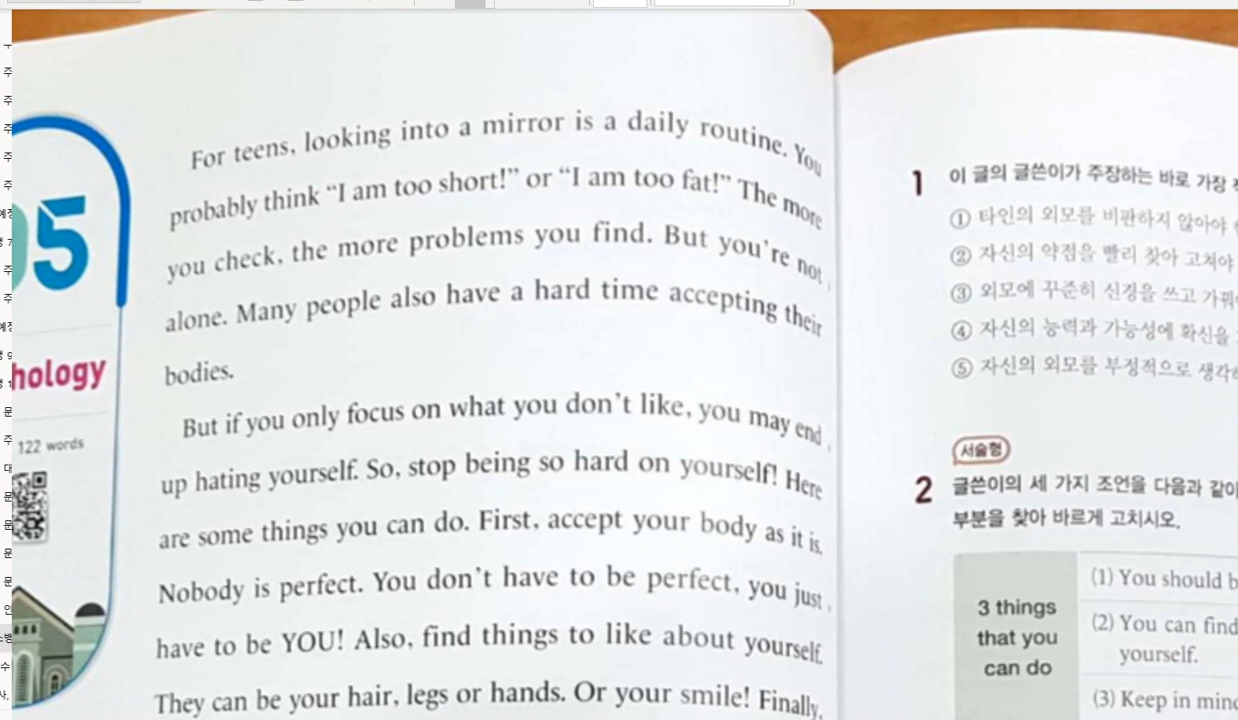 05
hology
122 words
For teens, looking into a mirror is a daily routine. You
probably think “I am too short!” or “I am too fat!” The more
you check, the more problems you find. But you’re not
alone. Many people also have a hard time accepting their
bodies.
But if you only focus on what you don’t like, you may end
up hating yourself. So, stop being so hard on yourself! Here
are some things you can do. First, accept your body as it is.
Nobody is perfect. You don’t have to be perfect, you just
have to be YOU! Also, find things to like about yourself.
They can be your hair, legs or hands. Or your smile! Finally,
1 이 글의 글쓴이가 주장하는 바로 가장
① 타인의 외모를 비판하지 않아야
② 자신의 약점을 빨리 찾아 고쳐야
③ 외모에 꾸준히 신경을 쓰고
④ 자신의 능력과 가능성에 확신을
⑤ 자신의 외모를 부정적으로
서술형
2 글쓴이의 세 가지 조언을 다음과
부분을 찾아 바르게 고치시오.
3 things
that you
can do
(1) You should
(2) You can find
yourself.
(3) Keep in